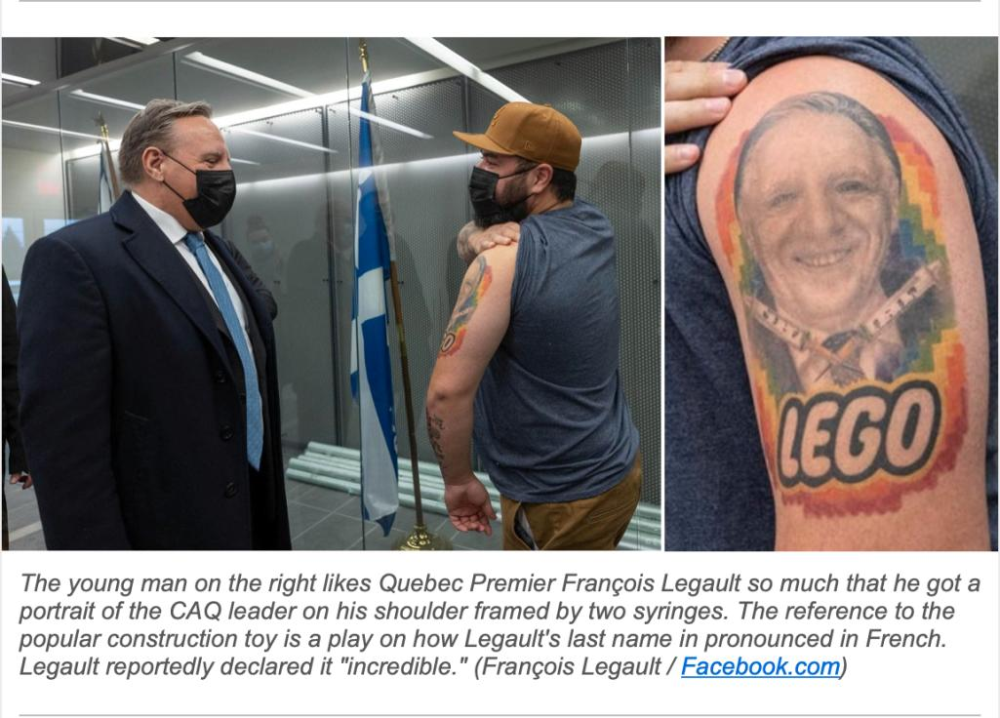 LEGO
The young man on the right likes Quebec Premier François Legault so much that he got a
portrait of the CAQ leader on his shoulder framed by two syringes. The reference to the
popular construction toy is a play on how Legault's last name in pronounced in French.
Legault reportedly declared it "incredible." (François Legault / Facebook.com)